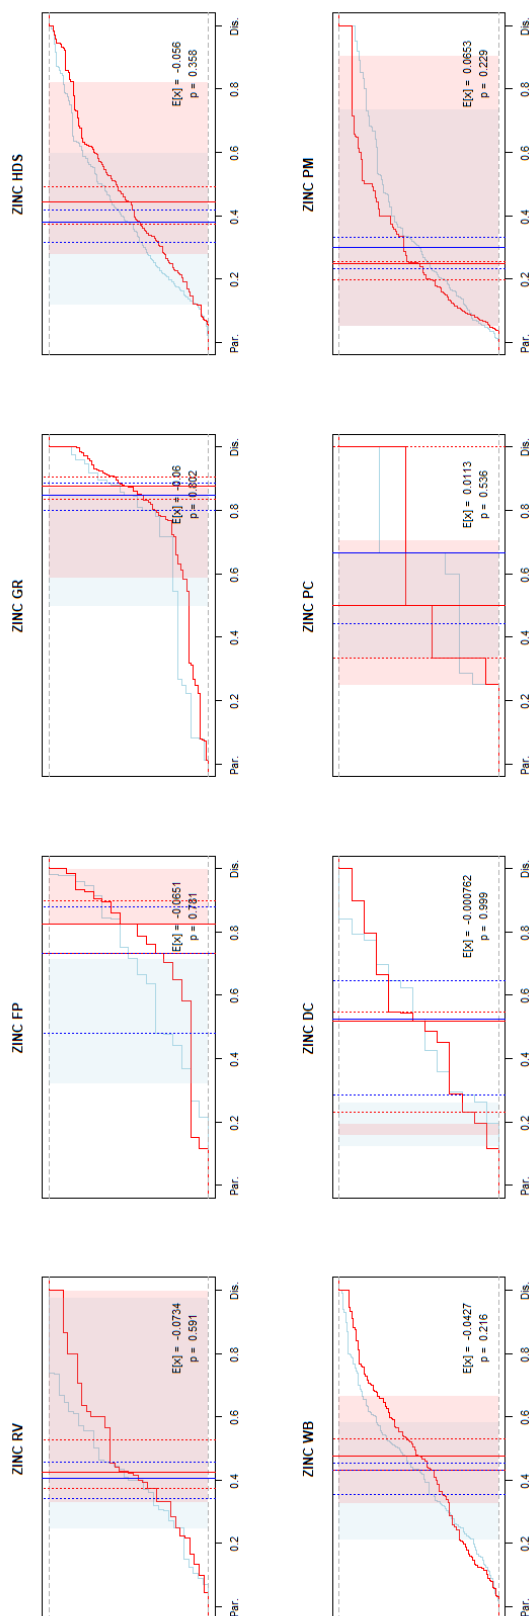 ZINC RV
E[x] = -0.0734
p = 0.591
Par. 0.2 0.4 0.6 0.8 Dis.
ZINC FP
E[x] = -0.0651
p = 0.781
Par. 0.2 0.4 0.6 0.8 Dis.
ZINC GR
E[x] = -0.06
p = 0.802
Par. 0.2 0.4 0.6 0.8 Dis.
ZINC HDS
E[x] = -0.056
p = 0.358
Par. 0.2 0.4 0.6 0.8 Dis.
ZINC WB
E[x] = -0.0427
p = 0.216
Par. 0.2 0.4 0.6 0.8 Dis.
ZINC DC
E[x] = -0.000762
p = 0.999
Par. 0.2 0.4 0.6 0.8 Dis.
ZINC PC
E[x] = 0.0113
p = 0.536
Par. 0.2 0.4 0.6 0.8 Dis.
ZINC PM
E[x] = 0.0653
p = 0.229
Par. 0.2 0.4 0.6 0.8 Dis.